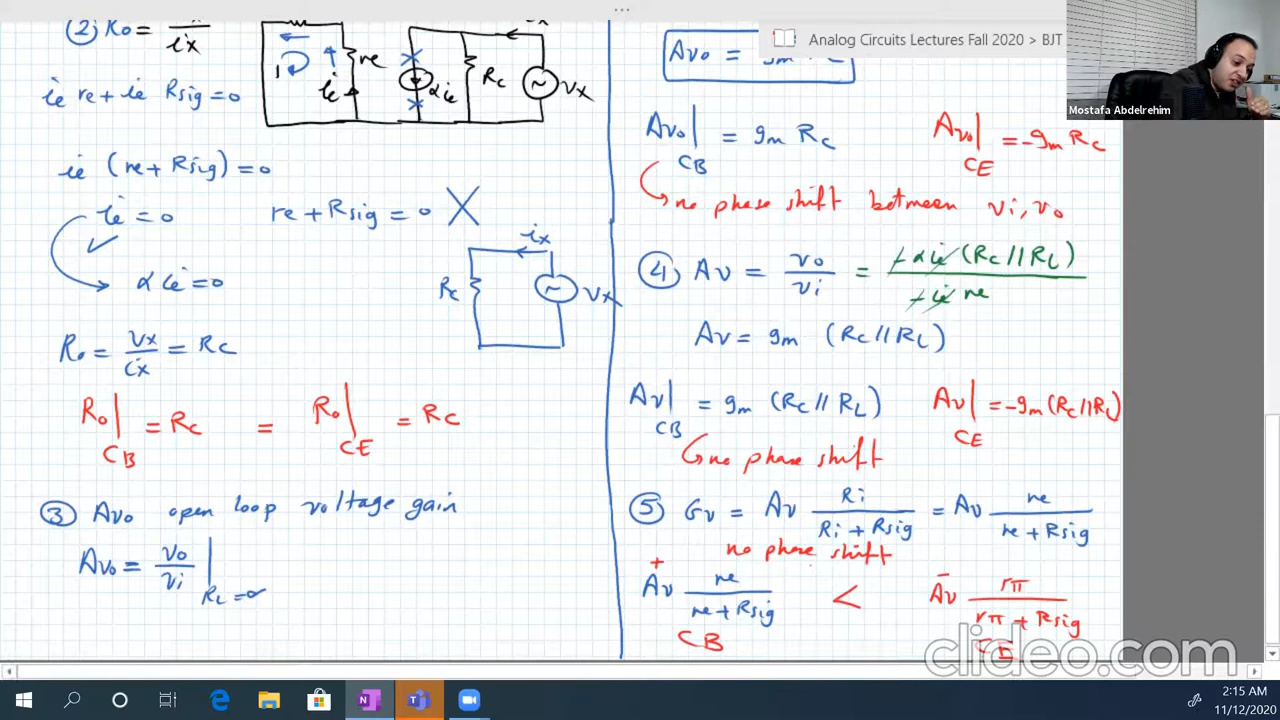 Analog Circuits Lectures Fall 2020 > BJT
Mostafa Abdelrehim
② Ro = / ix
ie re + ie Rsig = 0
ie (re + Rsig) = 0
ie = 0    re + Rsig = 0 X
α ie = 0
Ro = vx / ix = Rc
Ro | CB = Rc = Ro | CE = Rc
③ Avo open loop voltage gain
Avo = vo / vi | RL = ∞
re
ie
αie
Rc
vx
ix
Rc
vx
Avo = gm
Avo | CB = gm Rc    Avo | CE = -gm Rc
no phase shift between vi, vo
④ Av = vo / vi = +αie (Rc // RL) / +ie re
Av = gm (Rc // RL)
Av | CB = gm (Rc // RL)    Av | CE = -gm (Rc // RL)
no phase shift
⑤ Gv = Av Ri / Ri + Rsig = Av re / re + Rsig
no phase shift
+ Av re / re + Rsig < - Av rπ / rπ + Rsig
CB    CE
clideo.com
2:15 AM
11/12/2020